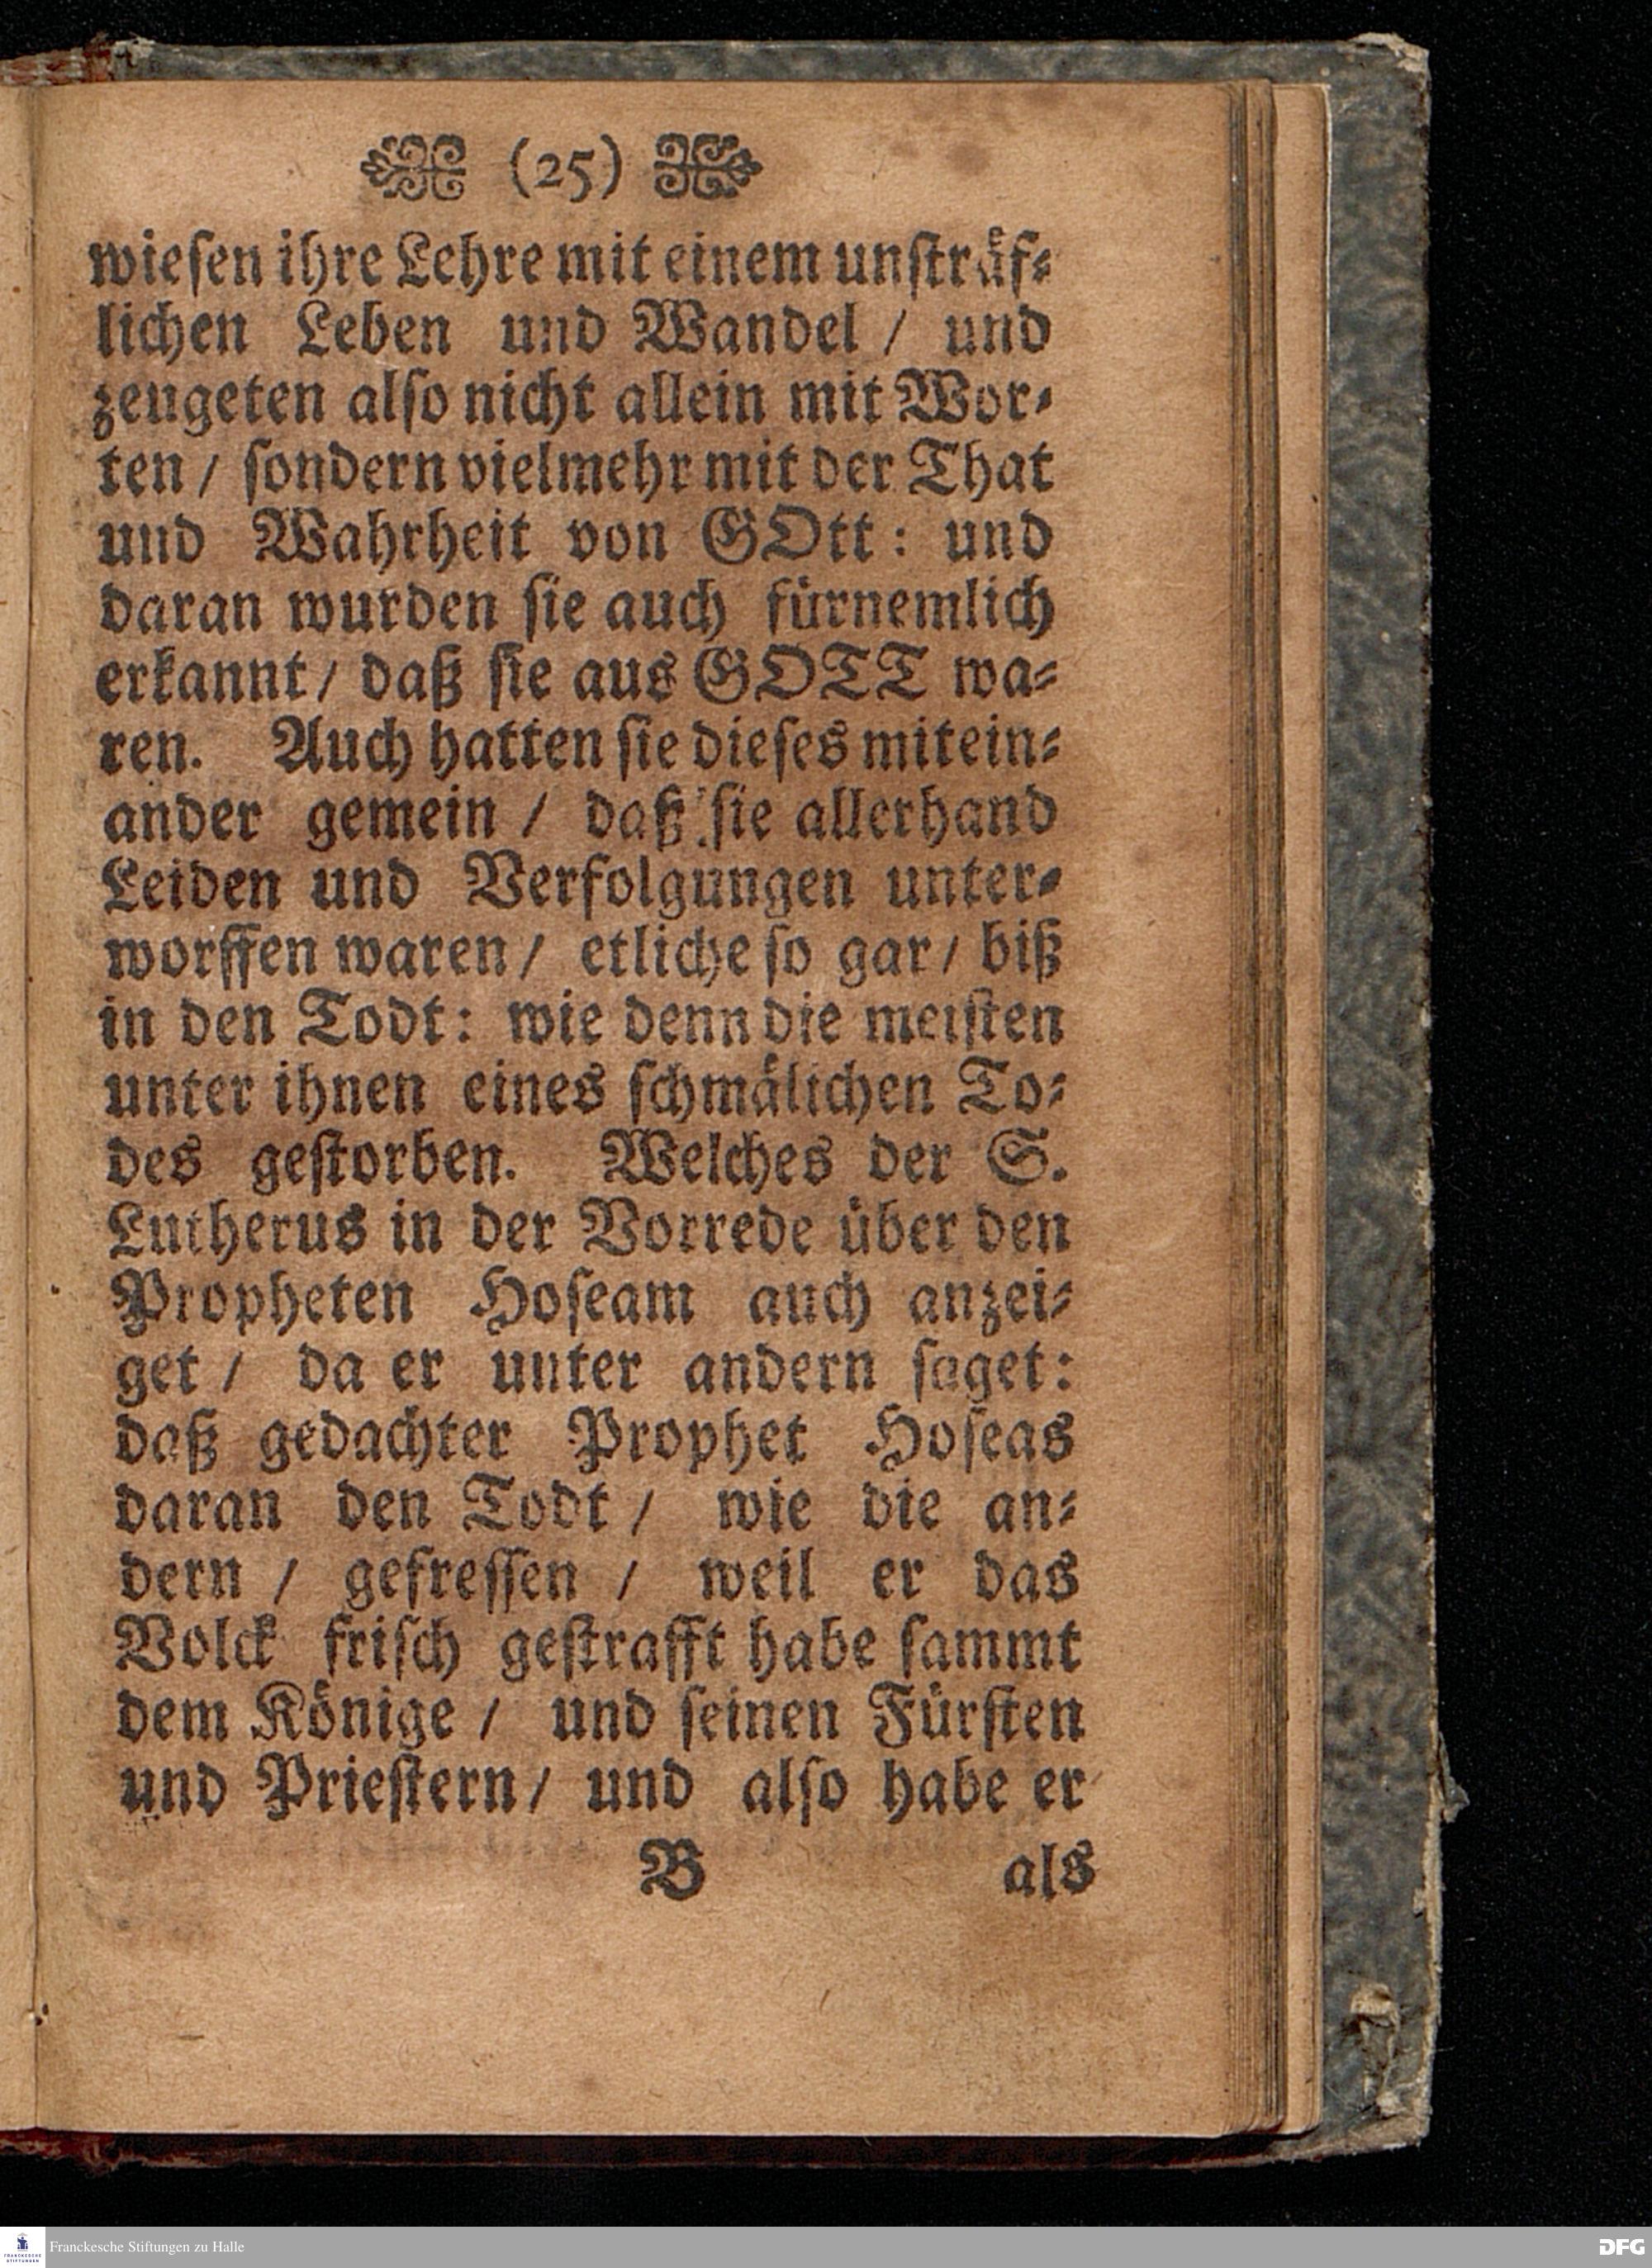 (25)
wiesen ihre Lehre mit einem unsträf-
lichen Leben und Wandel / und
zeugeten also nicht allein mit Wor-
ten / sondern vielmehr mit der That
und Wahrheit von GOtt: und
daran wurden sie auch fürnemlich
erkannt / daß sie aus GOTT wa-
ren. Auch hatten sie dieses mitein-
ander gemein / daß sie allerhand
Leiden und Verfolgungen unter-
worffen waren / etliche so gar / biß
in den Todt: wie denn die meisten
unter ihnen eines schmälichen To-
des gestorben. Welches der S.
Lutherus in der Vorrede über den
Propheten Hoseam auch anzei-
get / da er unter andern saget:
daß gedachter Prophet Hoseas
daran den Todt / wie die an-
dern / gefressen / weil er das
Volck frisch gestrafft habe sammt
dem Könige / und seinen Fürsten
und Priestern / und also habe er
B als
FRANCKESCHE STIFTUNGEN
Franckesche Stiftungen zu Halle
DFG